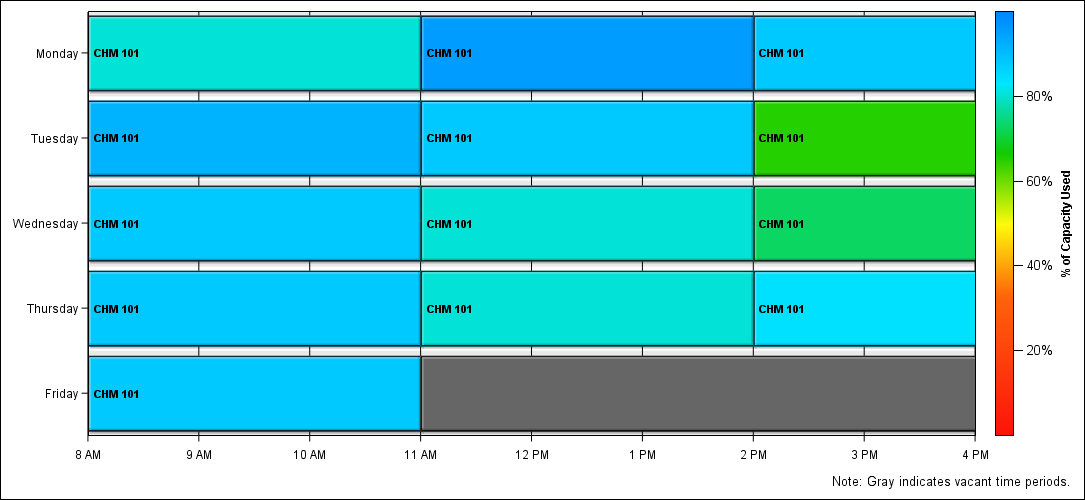 Monday
CHM 101
CHM 101
CHM 101
Tuesday
CHM 101
CHM 101
CHM 101
Wednesday
CHM 101
CHM 101
CHM 101
Thursday
CHM 101
CHM 101
CHM 101
Friday
CHM 101
8 AM
9 AM
10 AM
11 AM
12 PM
1 PM
2 PM
3 PM
4 PM
80%
60%
40%
20%
% of Capacity Used
Note: Gray indicates vacant time periods.